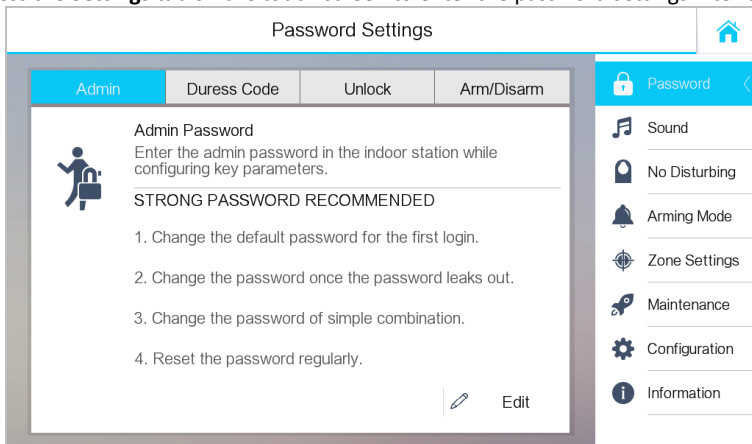 Password Settings
Admin
Duress Code
Unlock
Arm/Disarm
Admin Password
Enter the admin password in the indoor station while
configuring key parameters.
STRONG PASSWORD RECOMMENDED
1. Change the default password for the first login.
2. Change the password once the password leaks out.
3. Change the password of simple combination.
4. Reset the password regularly.
Edit
Password
Sound
No Disturbing
Arming Mode
Zone Settings
Maintenance
Configuration
Information